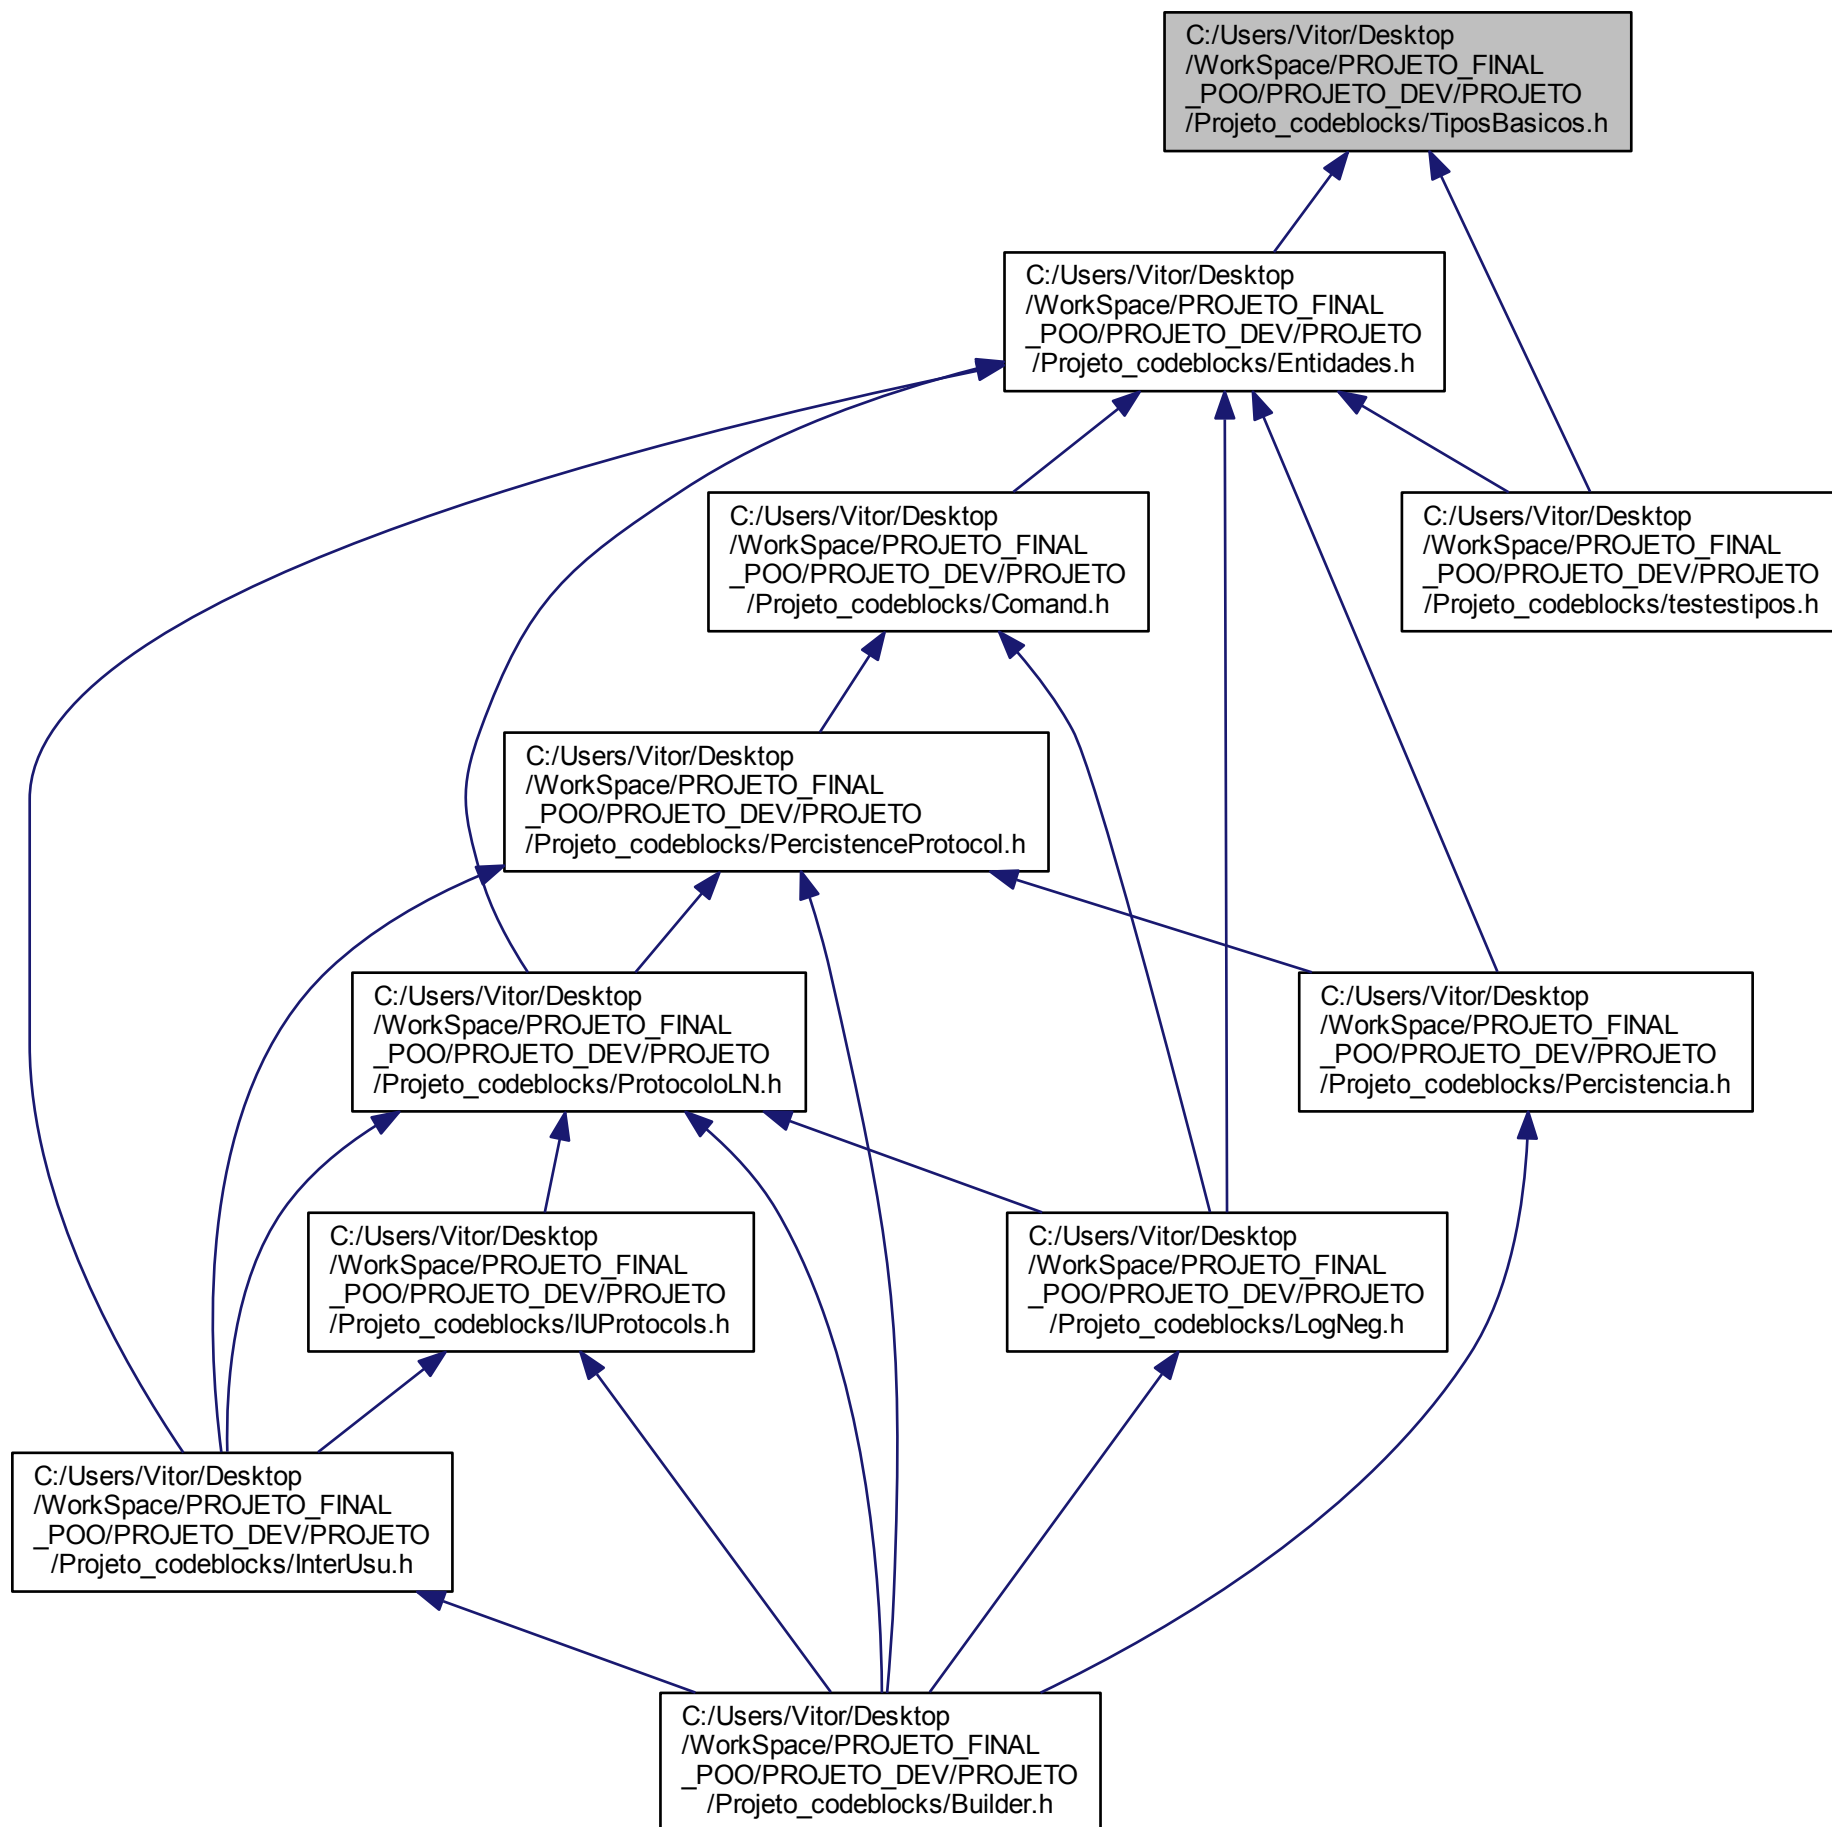 C:/Users/Vitor/Desktop
/WorkSpace/PROJETO_FINAL
_POO/PROJETO_DEV/PROJETO
/Projeto_codeblocks/TiposBasicos.h
C:/Users/Vitor/Desktop
/WorkSpace/PROJETO_FINAL
_POO/PROJETO_DEV/PROJETO
/Projeto_codeblocks/Entidades.h
C:/Users/Vitor/Desktop
/WorkSpace/PROJETO_FINAL
_POO/PROJETO_DEV/PROJETO
/Projeto_codeblocks/Comand.h
C:/Users/Vitor/Desktop
/WorkSpace/PROJETO_FINAL
_POO/PROJETO_DEV/PROJETO
/Projeto_codeblocks/testestipos.h
C:/Users/Vitor/Desktop
/WorkSpace/PROJETO_FINAL
_POO/PROJETO_DEV/PROJETO
/Projeto_codeblocks/PercistenceProtocol.h
C:/Users/Vitor/Desktop
/WorkSpace/PROJETO_FINAL
_POO/PROJETO_DEV/PROJETO
/Projeto_codeblocks/ProtocoloLN.h
C:/Users/Vitor/Desktop
/WorkSpace/PROJETO_FINAL
_POO/PROJETO_DEV/PROJETO
/Projeto_codeblocks/Percistencia.h
C:/Users/Vitor/Desktop
/WorkSpace/PROJETO_FINAL
_POO/PROJETO_DEV/PROJETO
/Projeto_codeblocks/IUProtocols.h
C:/Users/Vitor/Desktop
/WorkSpace/PROJETO_FINAL
_POO/PROJETO_DEV/PROJETO
/Projeto_codeblocks/LogNeg.h
C:/Users/Vitor/Desktop
/WorkSpace/PROJETO_FINAL
_POO/PROJETO_DEV/PROJETO
/Projeto_codeblocks/InterUsu.h
C:/Users/Vitor/Desktop
/WorkSpace/PROJETO_FINAL
_POO/PROJETO_DEV/PROJETO
/Projeto_codeblocks/Builder.h